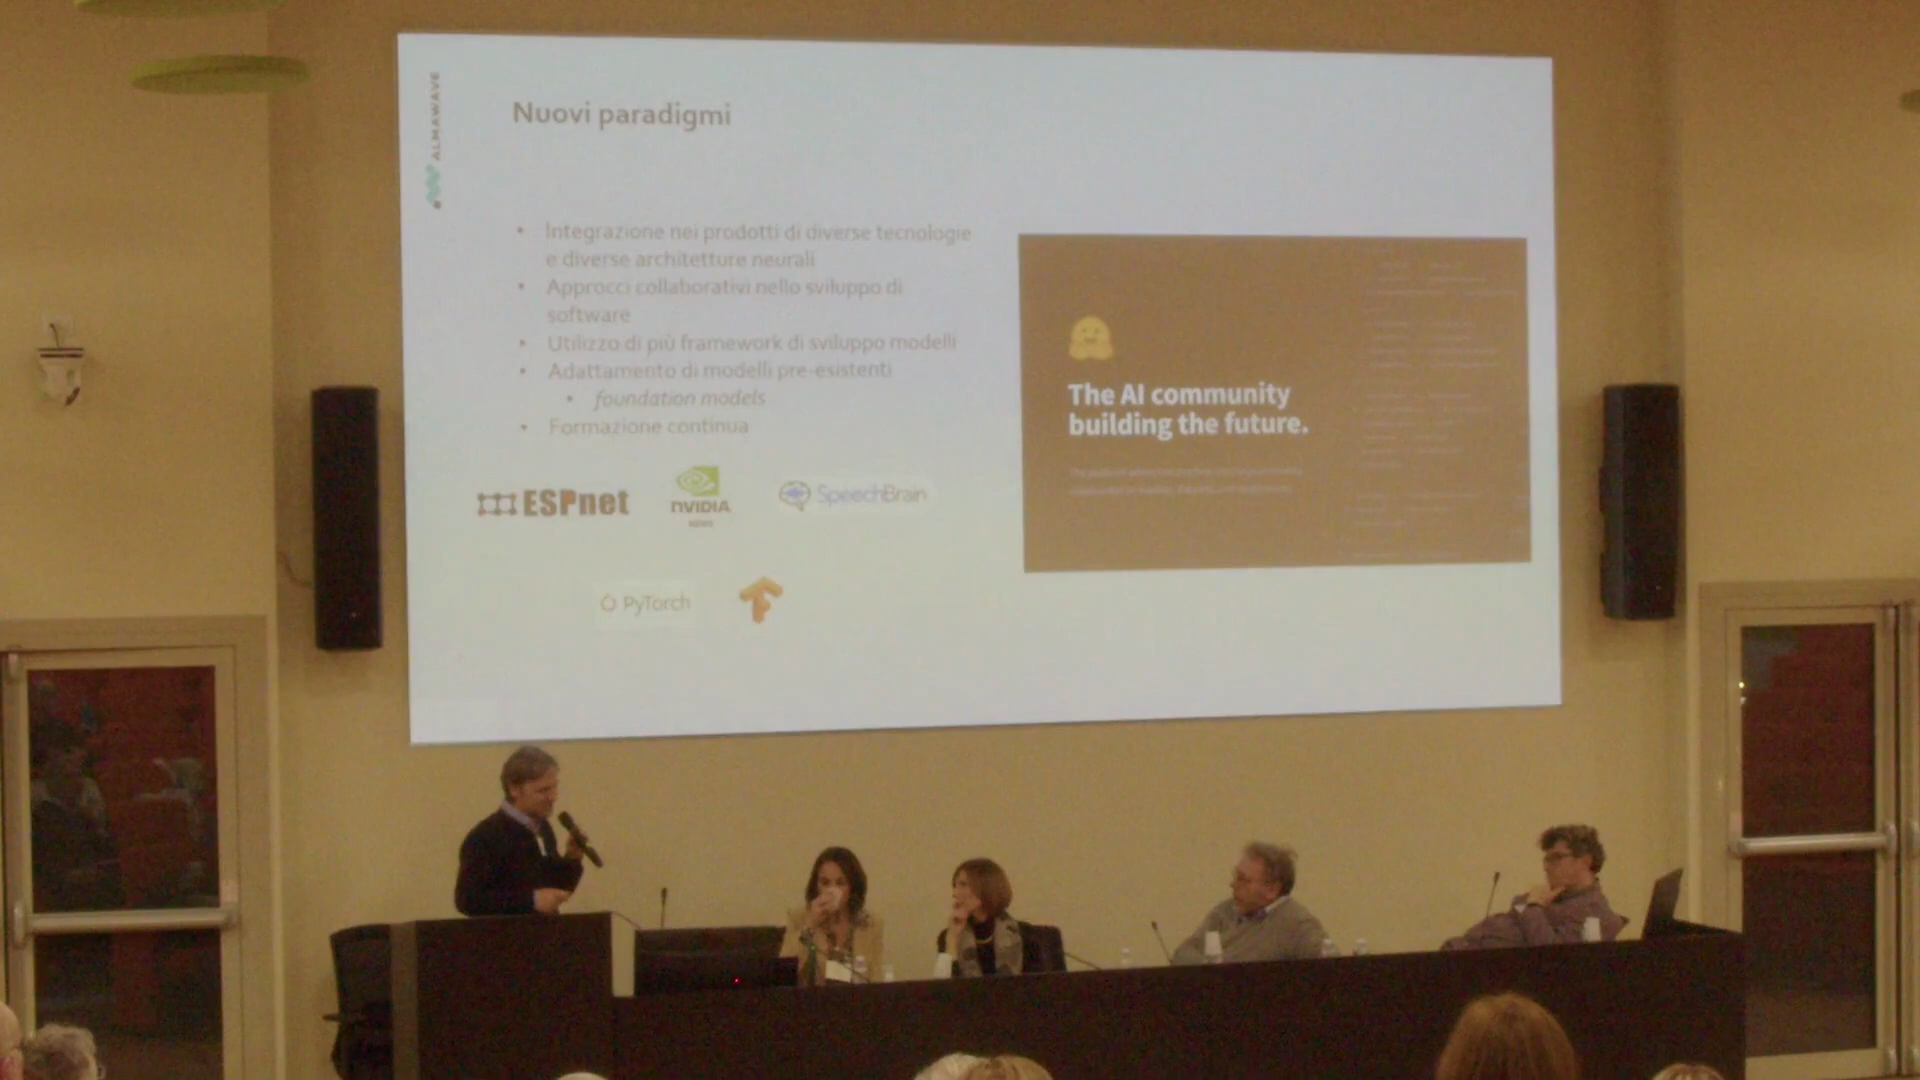 ALMAWAVE
Nuovi paradigmi
• Integrazione nei prodotti di diverse tecnologie
e diverse architetture neurali
• Approcci collaborativi nello sviluppo di
software
• Utilizzo di più framework di sviluppo modelli
• Adattamento di modelli pre-esistenti
• foundation models
• Formazione continua
ESPnet
NVIDIA
SpeechBrain
PyTorch
The AI community
building the future.